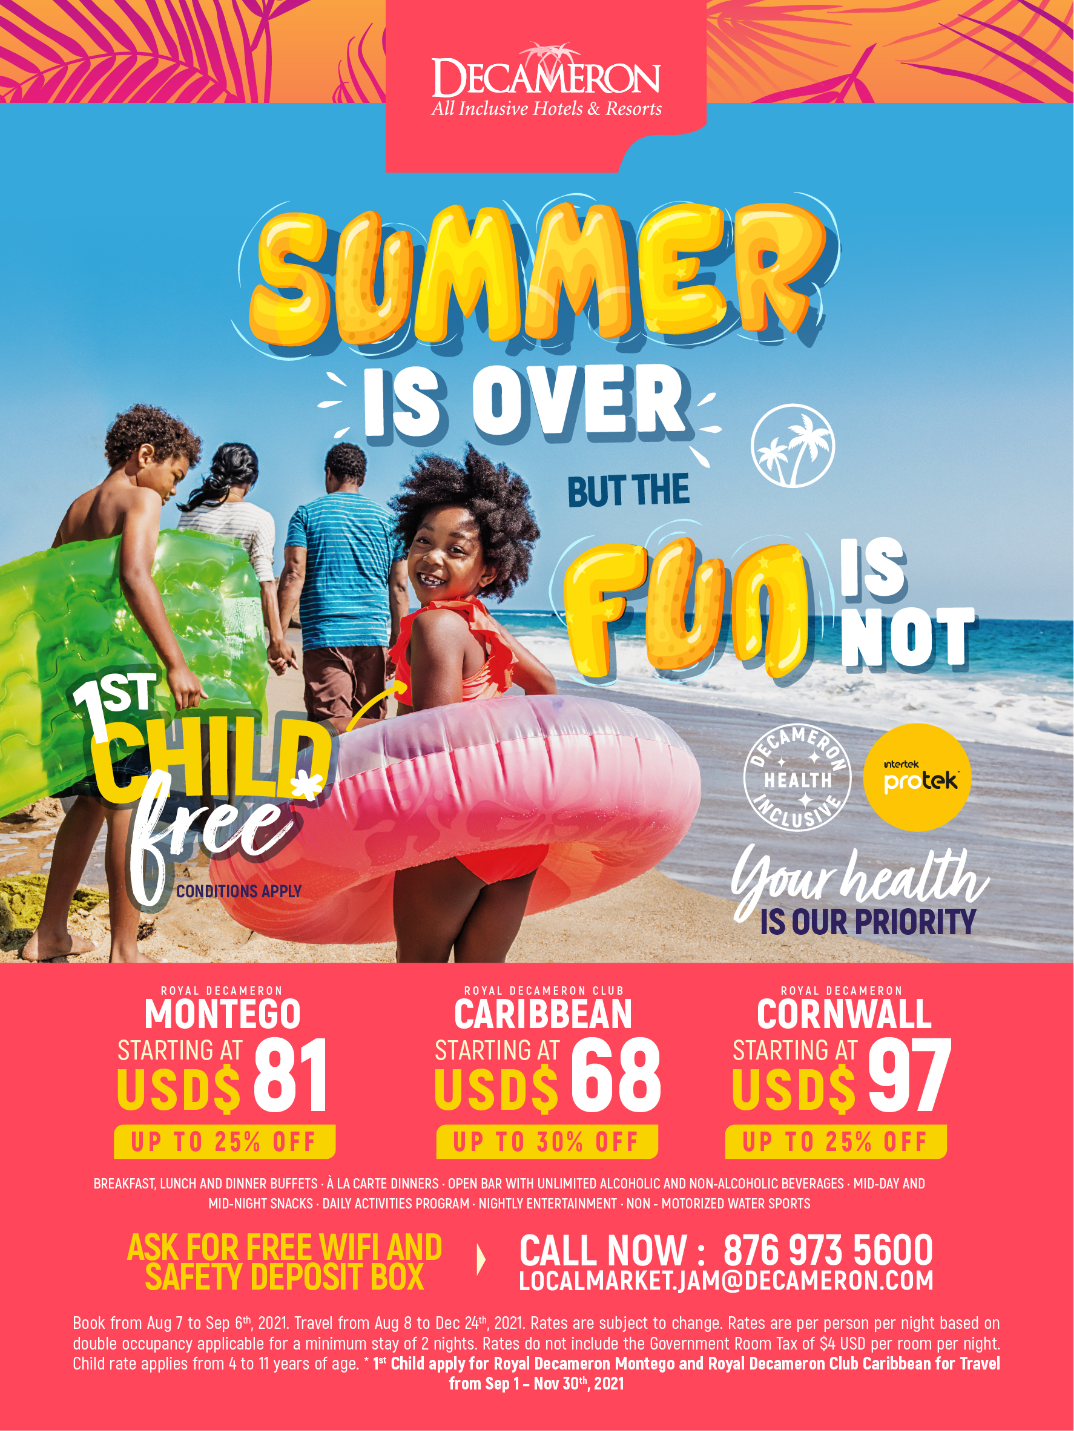 DECAMERON
All Inclusive Hotels & Resorts
SUMMER
IS OVER
BUT THE
FUN IS
NOT
1ST
CHILD
free*
CONDITIONS APPLY
DECAMERON
HEALTH
INCLUSIVE
intertek
protek
Your health
IS OUR PRIORITY
ROYAL DECAMERON
MONTEGO
STARTING AT
USD$ 81
UP TO 25% OFF
ROYAL DECAMERON CLUB
CARIBBEAN
STARTING AT
USD$ 68
UP TO 30% OFF
ROYAL DECAMERON
CORNWALL
STARTING AT
USD$ 97
UP TO 25% OFF
BREAKFAST, LUNCH AND DINNER BUFFETS · À LA CARTE DINNERS · OPEN BAR WITH UNLIMITED ALCOHOLIC AND NON-ALCOHOLIC BEVERAGES · MID-DAY AND
MID-NIGHT SNACKS · DAILY ACTIVITIES PROGRAM · NIGHTLY ENTERTAINMENT · NON - MOTORIZED WATER SPORTS
ASK FOR FREE WIFI AND
SAFETY DEPOSIT BOX
CALL NOW : 876 973 5600
LOCALMARKET.JAM@DECAMERON.COM
Book from Aug 7 to Sep 6th, 2021. Travel from Aug 8 to Dec 24th, 2021. Rates are subject to change. Rates are per person per night based on
double occupancy applicable for a minimum stay of 2 nights. Rates do not include the Government Room Tax of $4 USD per room per night.
Child rate applies from 4 to 11 years of age. * 1st Child apply for Royal Decameron Montego and Royal Decameron Club Caribbean for Travel
from Sep 1 – Nov 30th, 2021